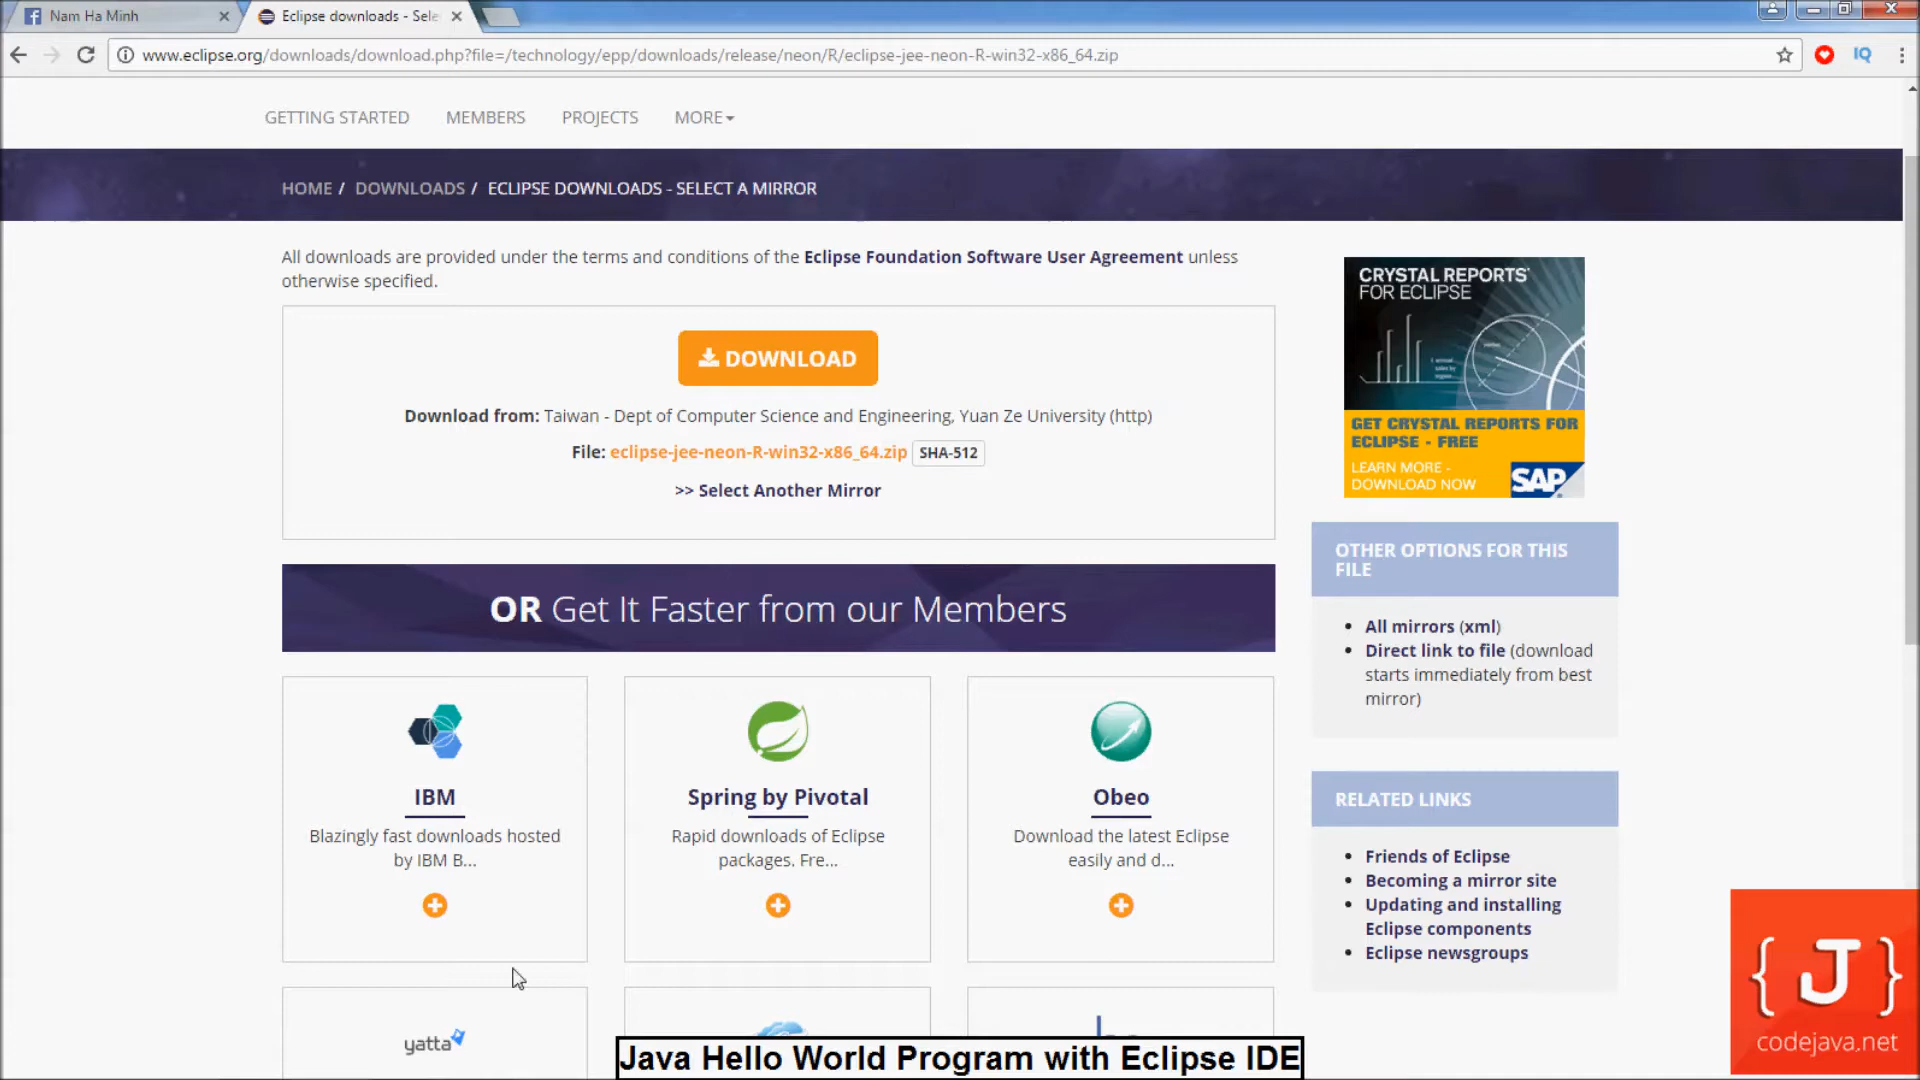 Nam Ha Minh
Eclipse downloads - Sele
www.eclipse.org/downloads/download.php?file=/technology/epp/downloads/release/neon/R/eclipse-jee-neon-R-win32-x86_64.zip
IQ
GETTING STARTED
MEMBERS
PROJECTS
MORE
HOME / DOWNLOADS / ECLIPSE DOWNLOADS - SELECT A MIRROR
All downloads are provided under the terms and conditions of the Eclipse Foundation Software User Agreement unless
otherwise specified.
DOWNLOAD
Download from: Taiwan - Dept of Computer Science and Engineering, Yuan Ze University (http)
File: eclipse-jee-neon-R-win32-x86_64.zip SHA-512
>> Select Another Mirror
OR Get It Faster from our Members
IBM
Blazingly fast downloads hosted
by IBM B...
Spring by Pivotal
Rapid downloads of Eclipse
packages. Fre...
Obeo
Download the latest Eclipse
easily and d...
yatta
CRYSTAL REPORTS
FOR ECLIPSE
GET CRYSTAL REPORTS FOR
ECLIPSE - FREE
LEARN MORE -
DOWNLOAD NOW
SAP
OTHER OPTIONS FOR THIS
FILE
All mirrors (xml)
Direct link to file (download
starts immediately from best
mirror)
RELATED LINKS
Friends of Eclipse
Becoming a mirror site
Updating and installing
Eclipse components
Eclipse newsgroups
{ J }
codejava.net
Java Hello World Program with Eclipse IDE